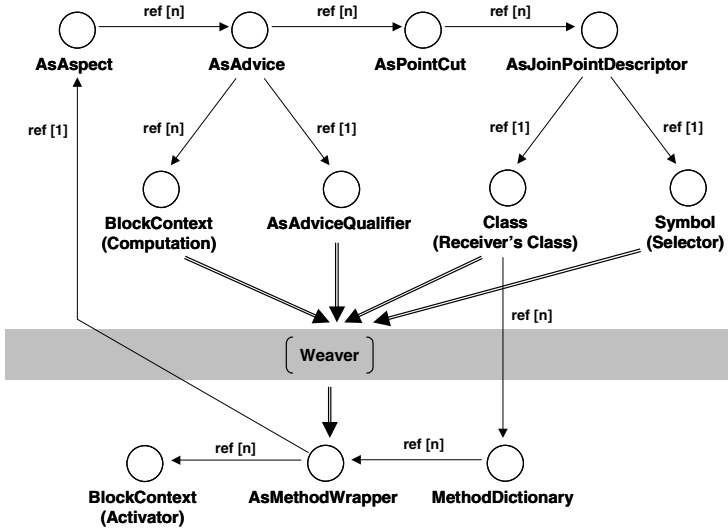 ref [n]
ref [n]
ref [n]
AsAspect
AsAdvice
AsPointCut
AsJoinPointDescriptor
ref [1]
ref [n]
ref [1]
ref [1]
ref [1]
BlockContext
(Computation)
AsAdviceQualifier
Class
(Receiver's Class)
Symbol
(Selector)
ref [n]
Weaver
ref [n]
ref [n]
BlockContext
(Activator)
AsMethodWrapper
MethodDictionary